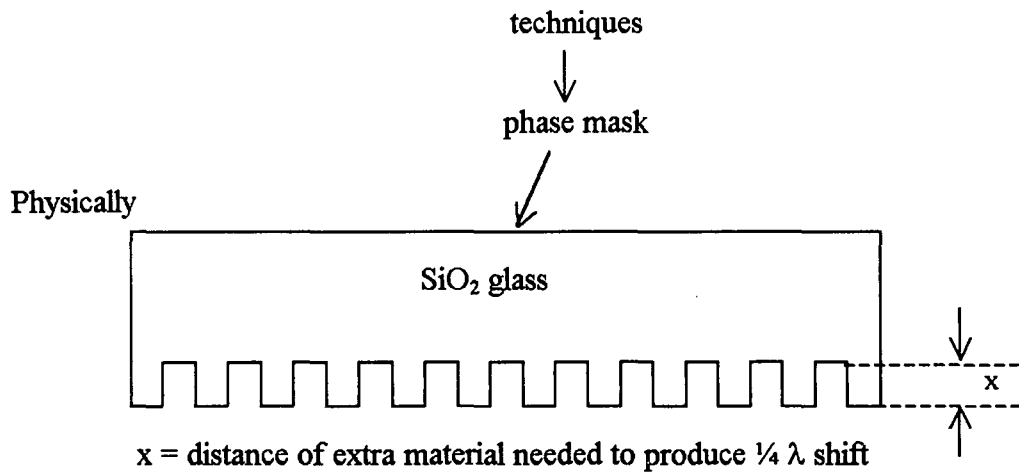 techniques
phase mask
Physically
SiO₂ glass
x
x = distance of extra material needed to produce ¼ λ shift